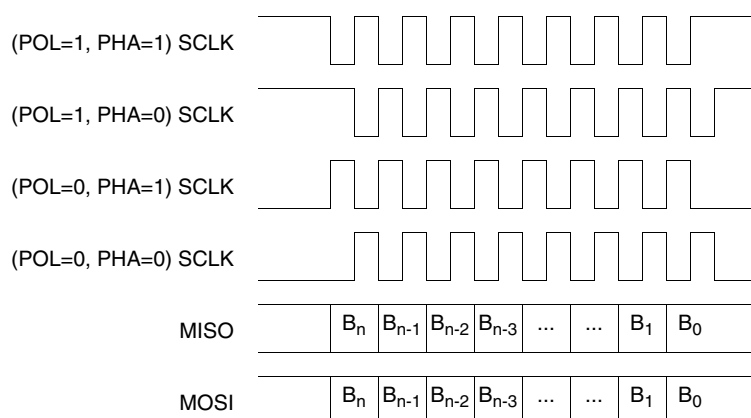 (POL=1, PHA=1) SCLK
(POL=1, PHA=0) SCLK
(POL=0, PHA=1) SCLK
(POL=0, PHA=0) SCLK
MISO Bn Bn-1 Bn-2 Bn-3 ... ... B1 B0
MOSI Bn Bn-1 Bn-2 Bn-3 ... ... B1 B0